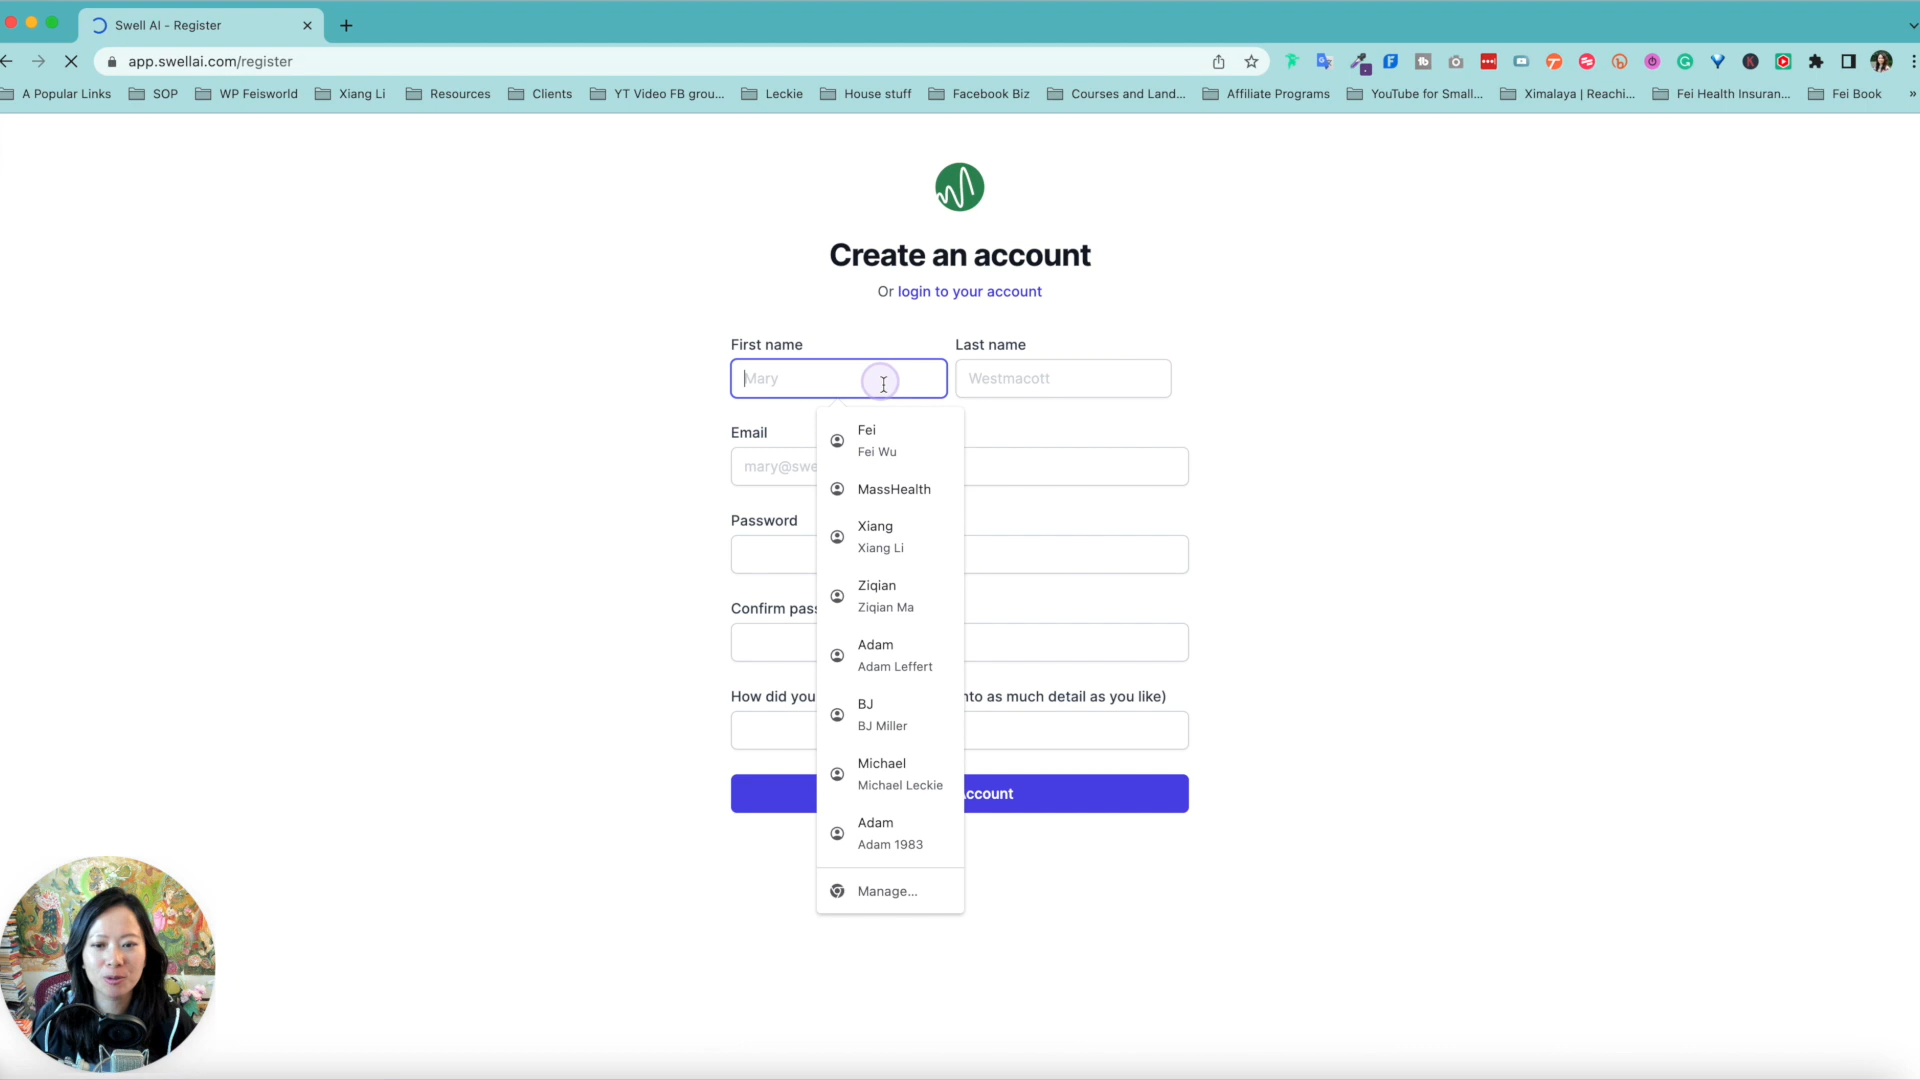 Swell AI - Register
app.swellai.com/register
A Popular Links
SOP
WP Feisworld
Xiang Li
Resources
Clients
YT Video FB grou...
Leckie
House stuff
Facebook Biz
Courses and Land...
Affiliate Programs
YouTube for Small...
Ximalaya | Reachi...
Fei Health Insuran...
Fei Book
»
Create an account
Or login to your account
First name
Last name
Mary
Westmacott
Email
mary@swe
Password
Confirm pass
How did you
nto as much detail as you like)
Account
Fei
Fei Wu
MassHealth
Xiang
Xiang Li
Ziqian
Ziqian Ma
Adam
Adam Leffert
BJ
BJ Miller
Michael
Michael Leckie
Adam
Adam 1983
Manage...